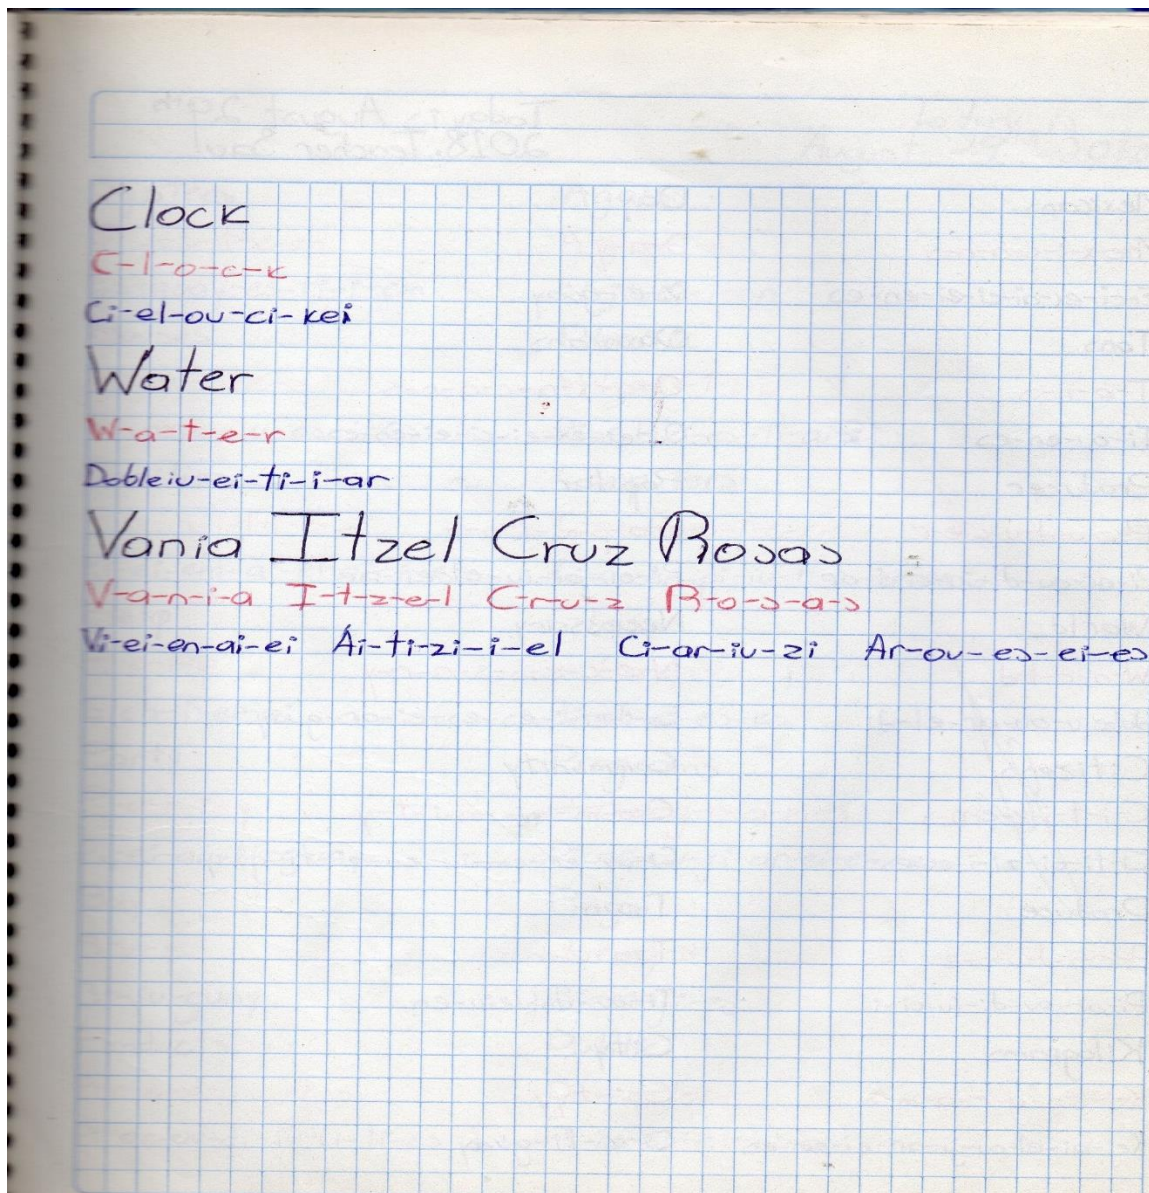 Clock
C-l-o-c-k
Ci-el-ou-ci-kei
Water
W-a-t-e-r
Dobleiu-ei-ti-i-ar
Vania Itzel Cruz Rosas
V-a-n-i-a I-t-z-e-l C-r-u-z R-o-s-a-s
Vi-ei-en-ai-ei Ai-ti-zi-i-el Ci-ar-iu-zi Ar-ou-es-ei-es